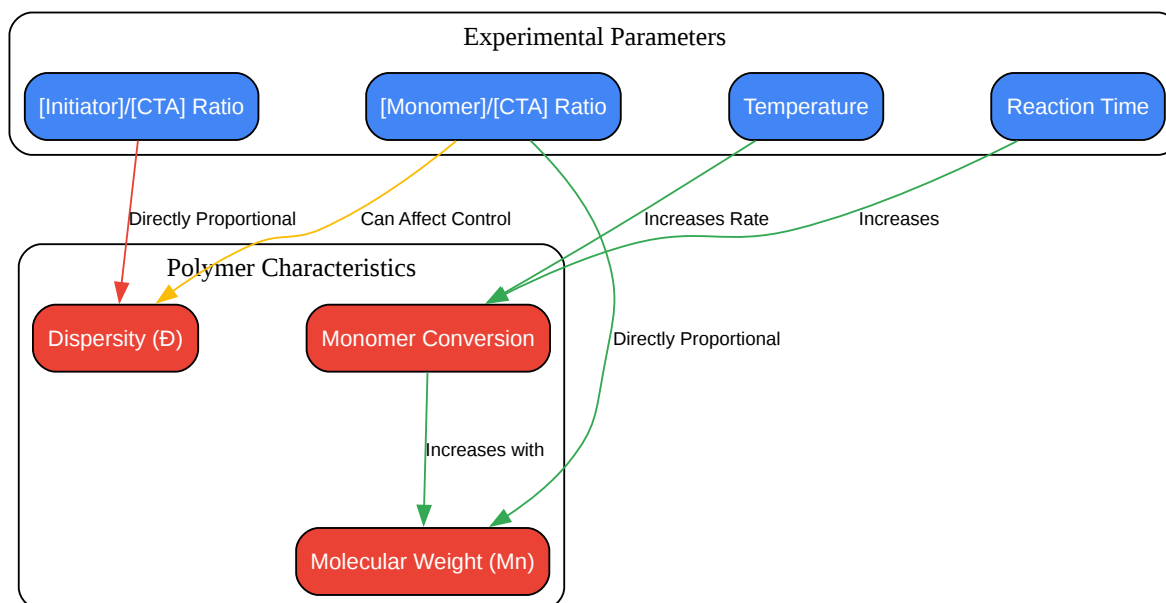 Experimental Parameters
[Initiator]/[CTA] Ratio
[Monomer]/[CTA] Ratio
Temperature
Reaction Time
Directly Proportional
Can Affect Control
Increases Rate
Increases
Polymer Characteristics
Dispersity (Đ)
Monomer Conversion
Directly Proportional
Increases with
Molecular Weight (Mn)